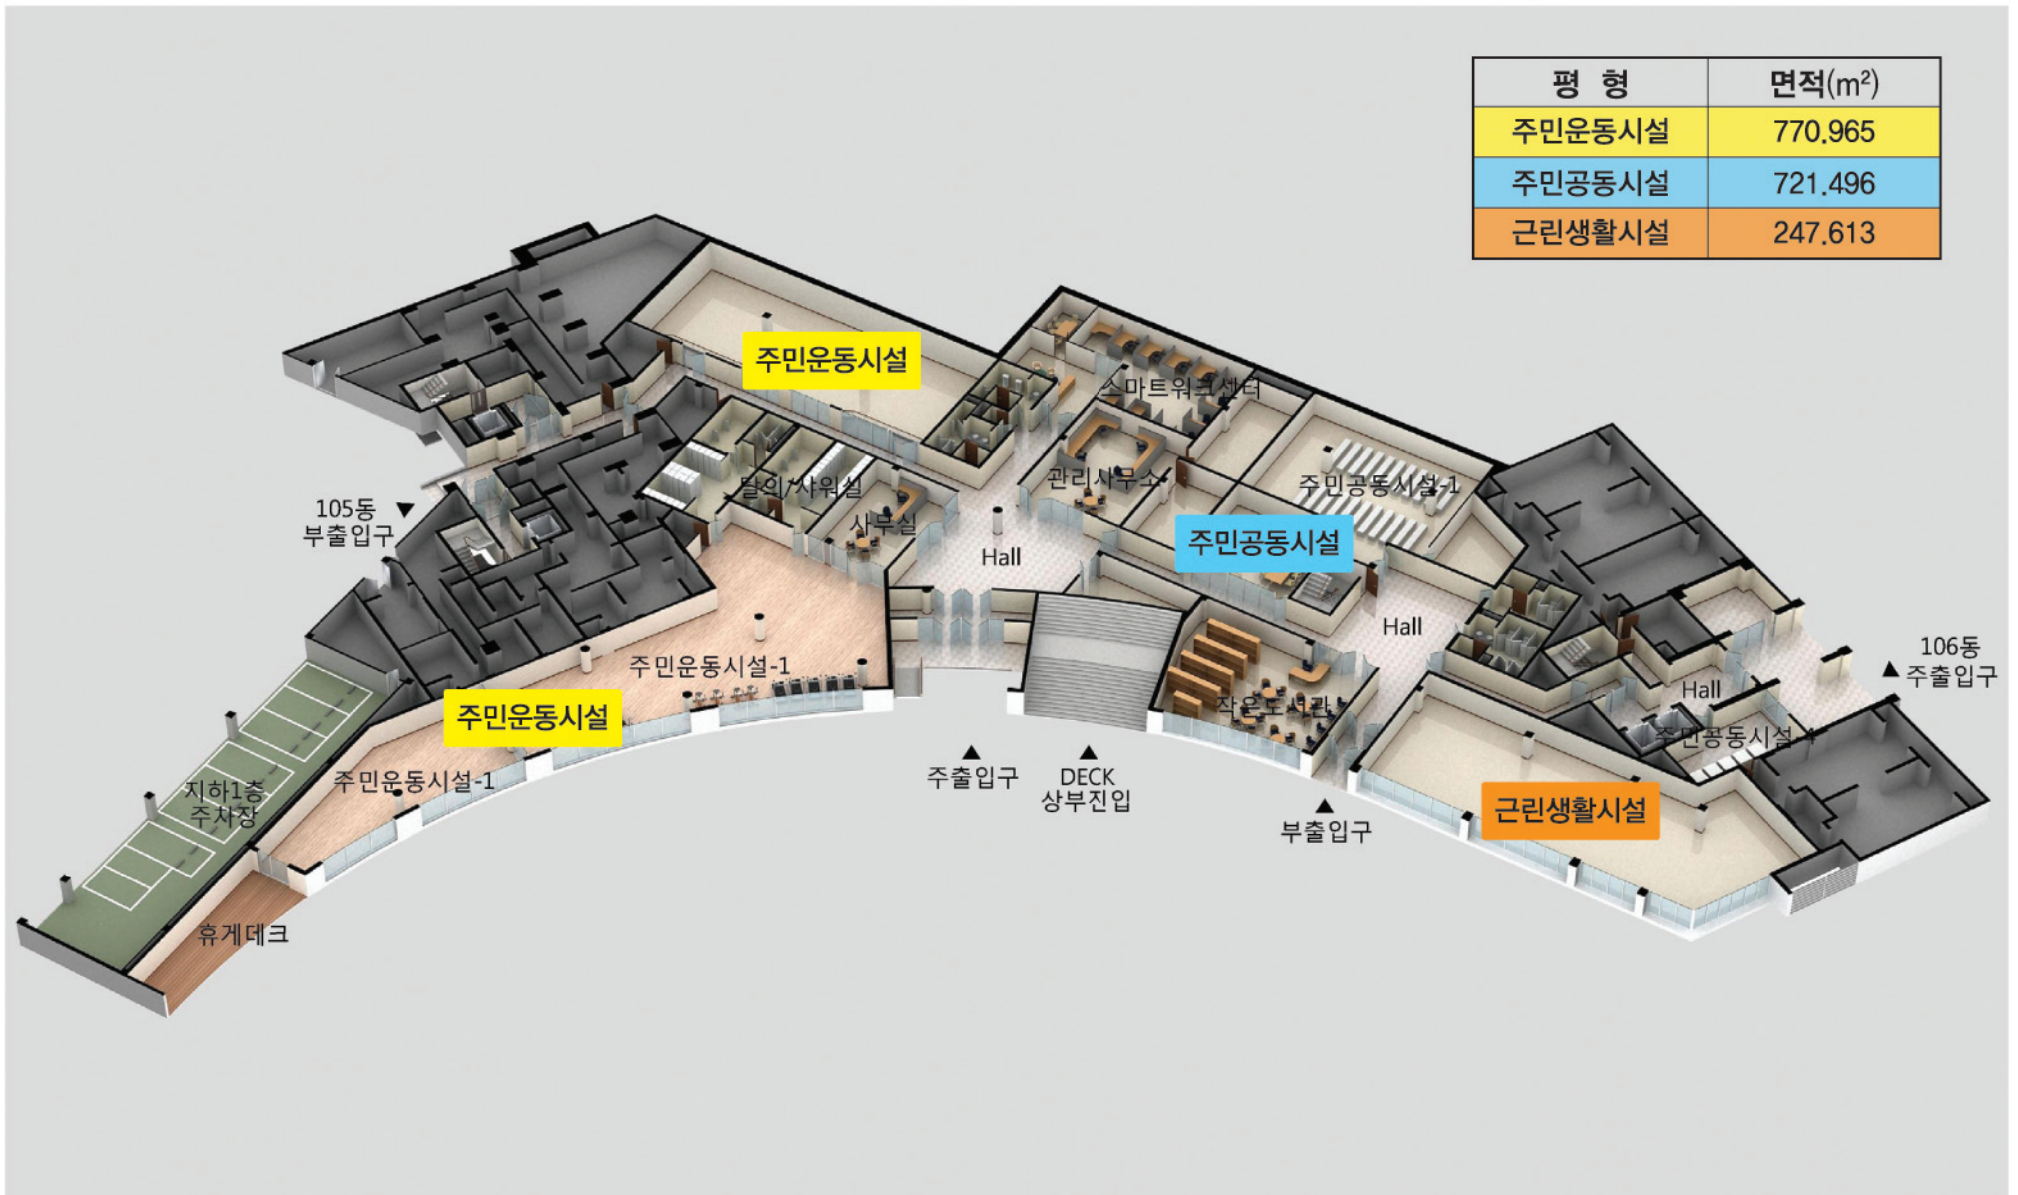 평 형 면적(m²)
주민운동시설 770.965
주민공동시설 721.496
근린생활시설 247.613
주민운동시설
스마트워크센터
관리사무소
주민공동시설-1
탈의/샤워실
사무실
105동
부출입구
주민공동시설
Hall
Hall
106동
주출입구
주민운동시설-1
Hall
주민운동시설
작은도서관
주민공동시설-4
주민운동시설-1
지하1층
주차장
주출입구
DECK
상부진입
부출입구
근린생활시설
휴게데크